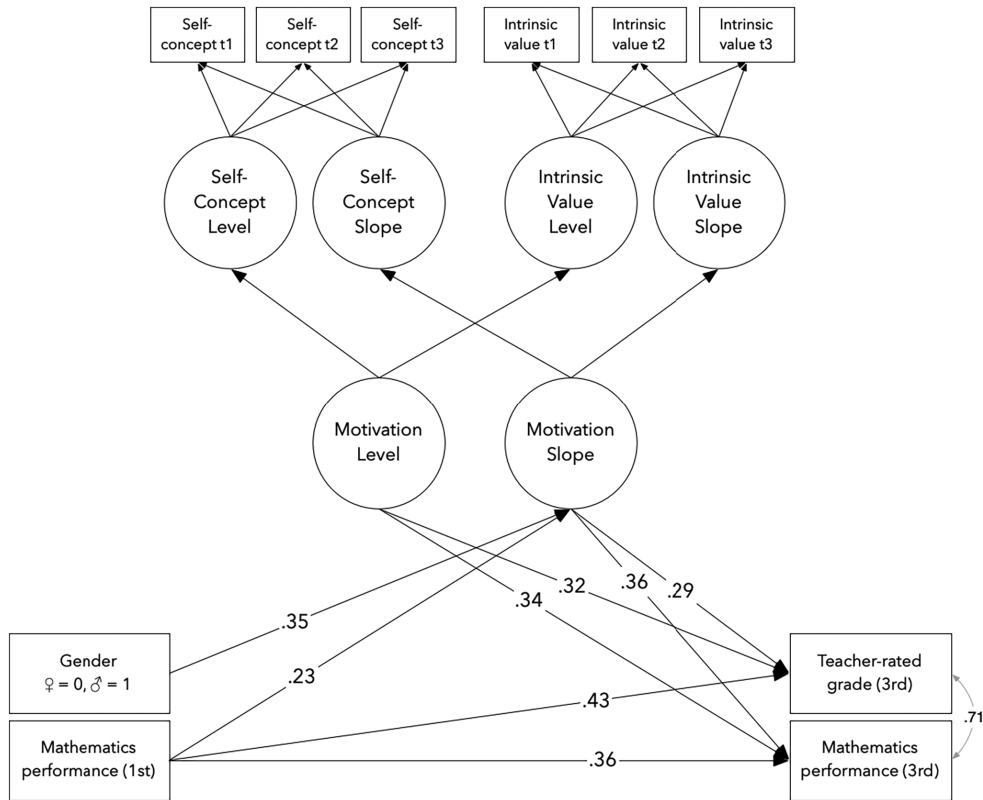 Self-
concept t1
Self-
concept t2
Self-
concept t3
Intrinsic
value t1
Intrinsic
value t2
Intrinsic
value t3
Self-
Concept
Level
Self-
Concept
Slope
Intrinsic
Value
Level
Intrinsic
Value
Slope
Motivation
Level
Motivation
Slope
.32
.36
.29
.34
.35
.23
.43
.36
Gender
♀ = 0, ♂ = 1
Mathematics
performance (1st)
Teacher-rated
grade (3rd)
.71
Mathematics
performance (3rd)